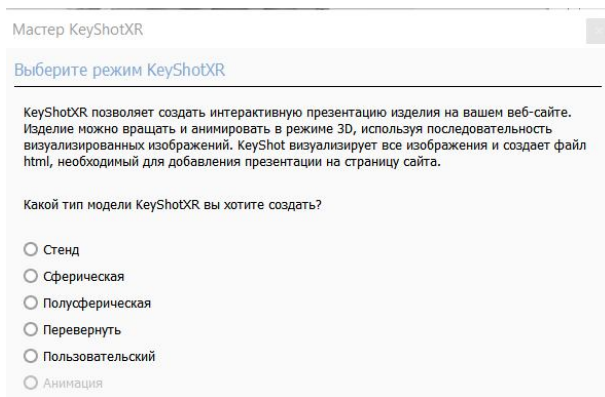 Мастер KeyShotXR
Выберите режим KeyShotXR
KeyShotXR позволяет создать интерактивную презентацию изделия на вашем веб-сайте.
Изделие можно вращать и анимировать в режиме 3D, используя последовательность
визуализированных изображений. KeyShot визуализирует все изображения и создает файл
html, необходимый для добавления презентации на страницу сайта.
Какой тип модели KeyShotXR вы хотите создать?
Стенд
Сферическая
Полусферическая
Перевернуть
Пользовательский
Анимация